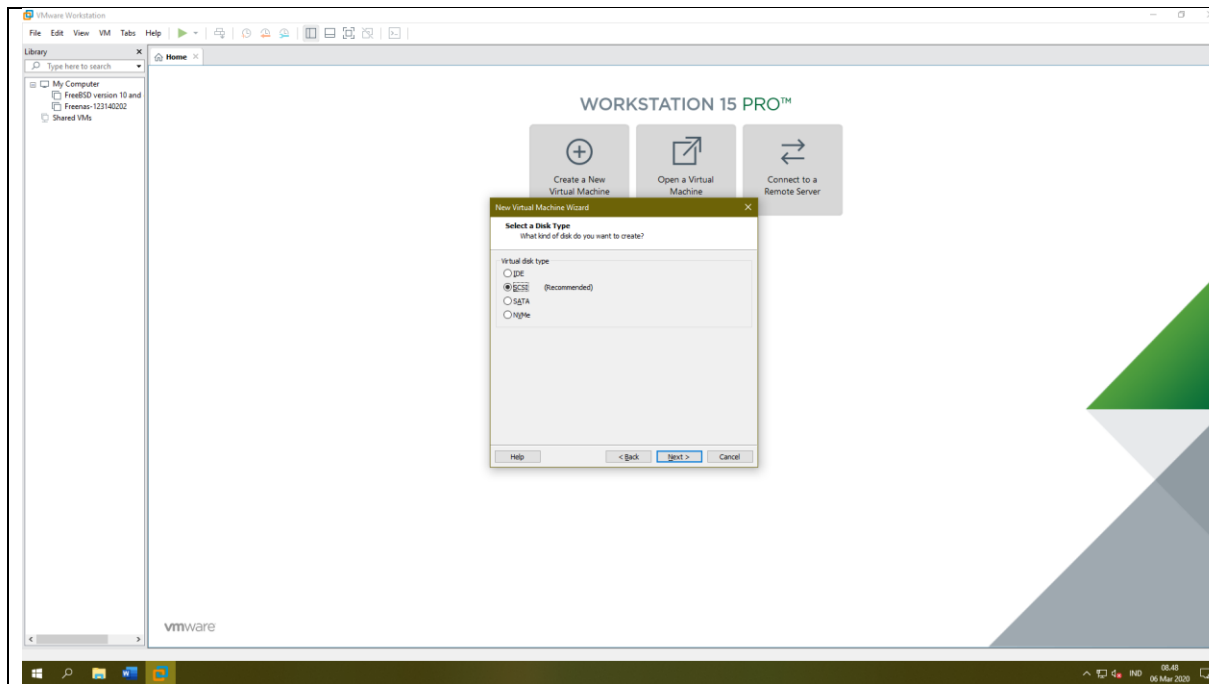 VMware Workstation
File Edit View VM Tabs Help
Library
Type here to search
My Computer
FreeBSD version 10 and
Freenas-123140202
Shared VMs
Home
WORKSTATION 15 PRO™
Create a New
Virtual Machine
Open a Virtual
Machine
Connect to a
Remote Server
New Virtual Machine Wizard
Select a Disk Type
What kind of disk do you want to create?
Virtual disk type
IDE
SCSI (Recommended)
SATA
NVMe
Help < Back Next > Cancel
vmware
IND
08.48
06 Mar 2020